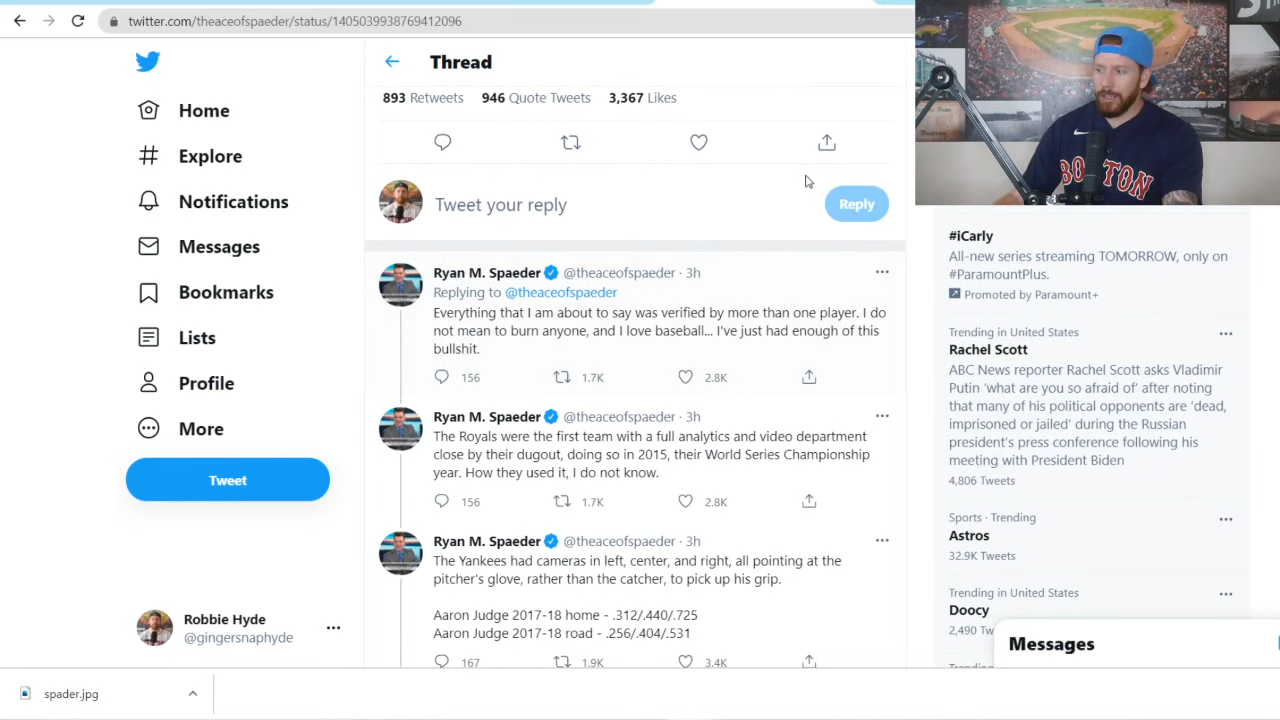 twitter.com/theaceofspaeder/status/1405039938769412096
Home
Explore
Notifications
Messages
Bookmarks
Lists
Profile
More
Tweet
Robbie Hyde
@gingersnaphyde
Thread
893 Retweets 946 Quote Tweets 3,367 Likes
Tweet your reply
Reply
Ryan M. Spaeder @theaceofspaeder · 3h
Replying to @theaceofspaeder
Everything that I am about to say was verified by more than one player. I do
not mean to burn anyone, and I love baseball... I've just had enough of this
bullshit.
156 1.7K 2.8K
Ryan M. Spaeder @theaceofspaeder · 3h
The Royals were the first team with a full analytics and video department
close by their dugout, doing so in 2015, their World Series Championship
year. How they used it, I do not know.
156 1.7K 2.8K
Ryan M. Spaeder @theaceofspaeder · 3h
The Yankees had cameras in left, center, and right, all pointing at the
pitcher's glove, rather than the catcher, to pick up his grip.
Aaron Judge 2017-18 home - .312/.440/.725
Aaron Judge 2017-18 road - .256/.404/.531
167 1.9K 3.4K
BOSTON
#iCarly
All-new series streaming TOMORROW, only on
#ParamountPlus.
Promoted by Paramount+
Trending in United States
Rachel Scott
ABC News reporter Rachel Scott asks Vladimir
Putin 'what are you so afraid of' after noting
that many of his political opponents are 'dead,
imprisoned or jailed' during the Russian
president's press conference following his
meeting with President Biden
4,806 Tweets
Sports · Trending
Astros
32.9K Tweets
Trending in United States
Doocy
2,490 Tw
Trending
Messages
spader.jpg